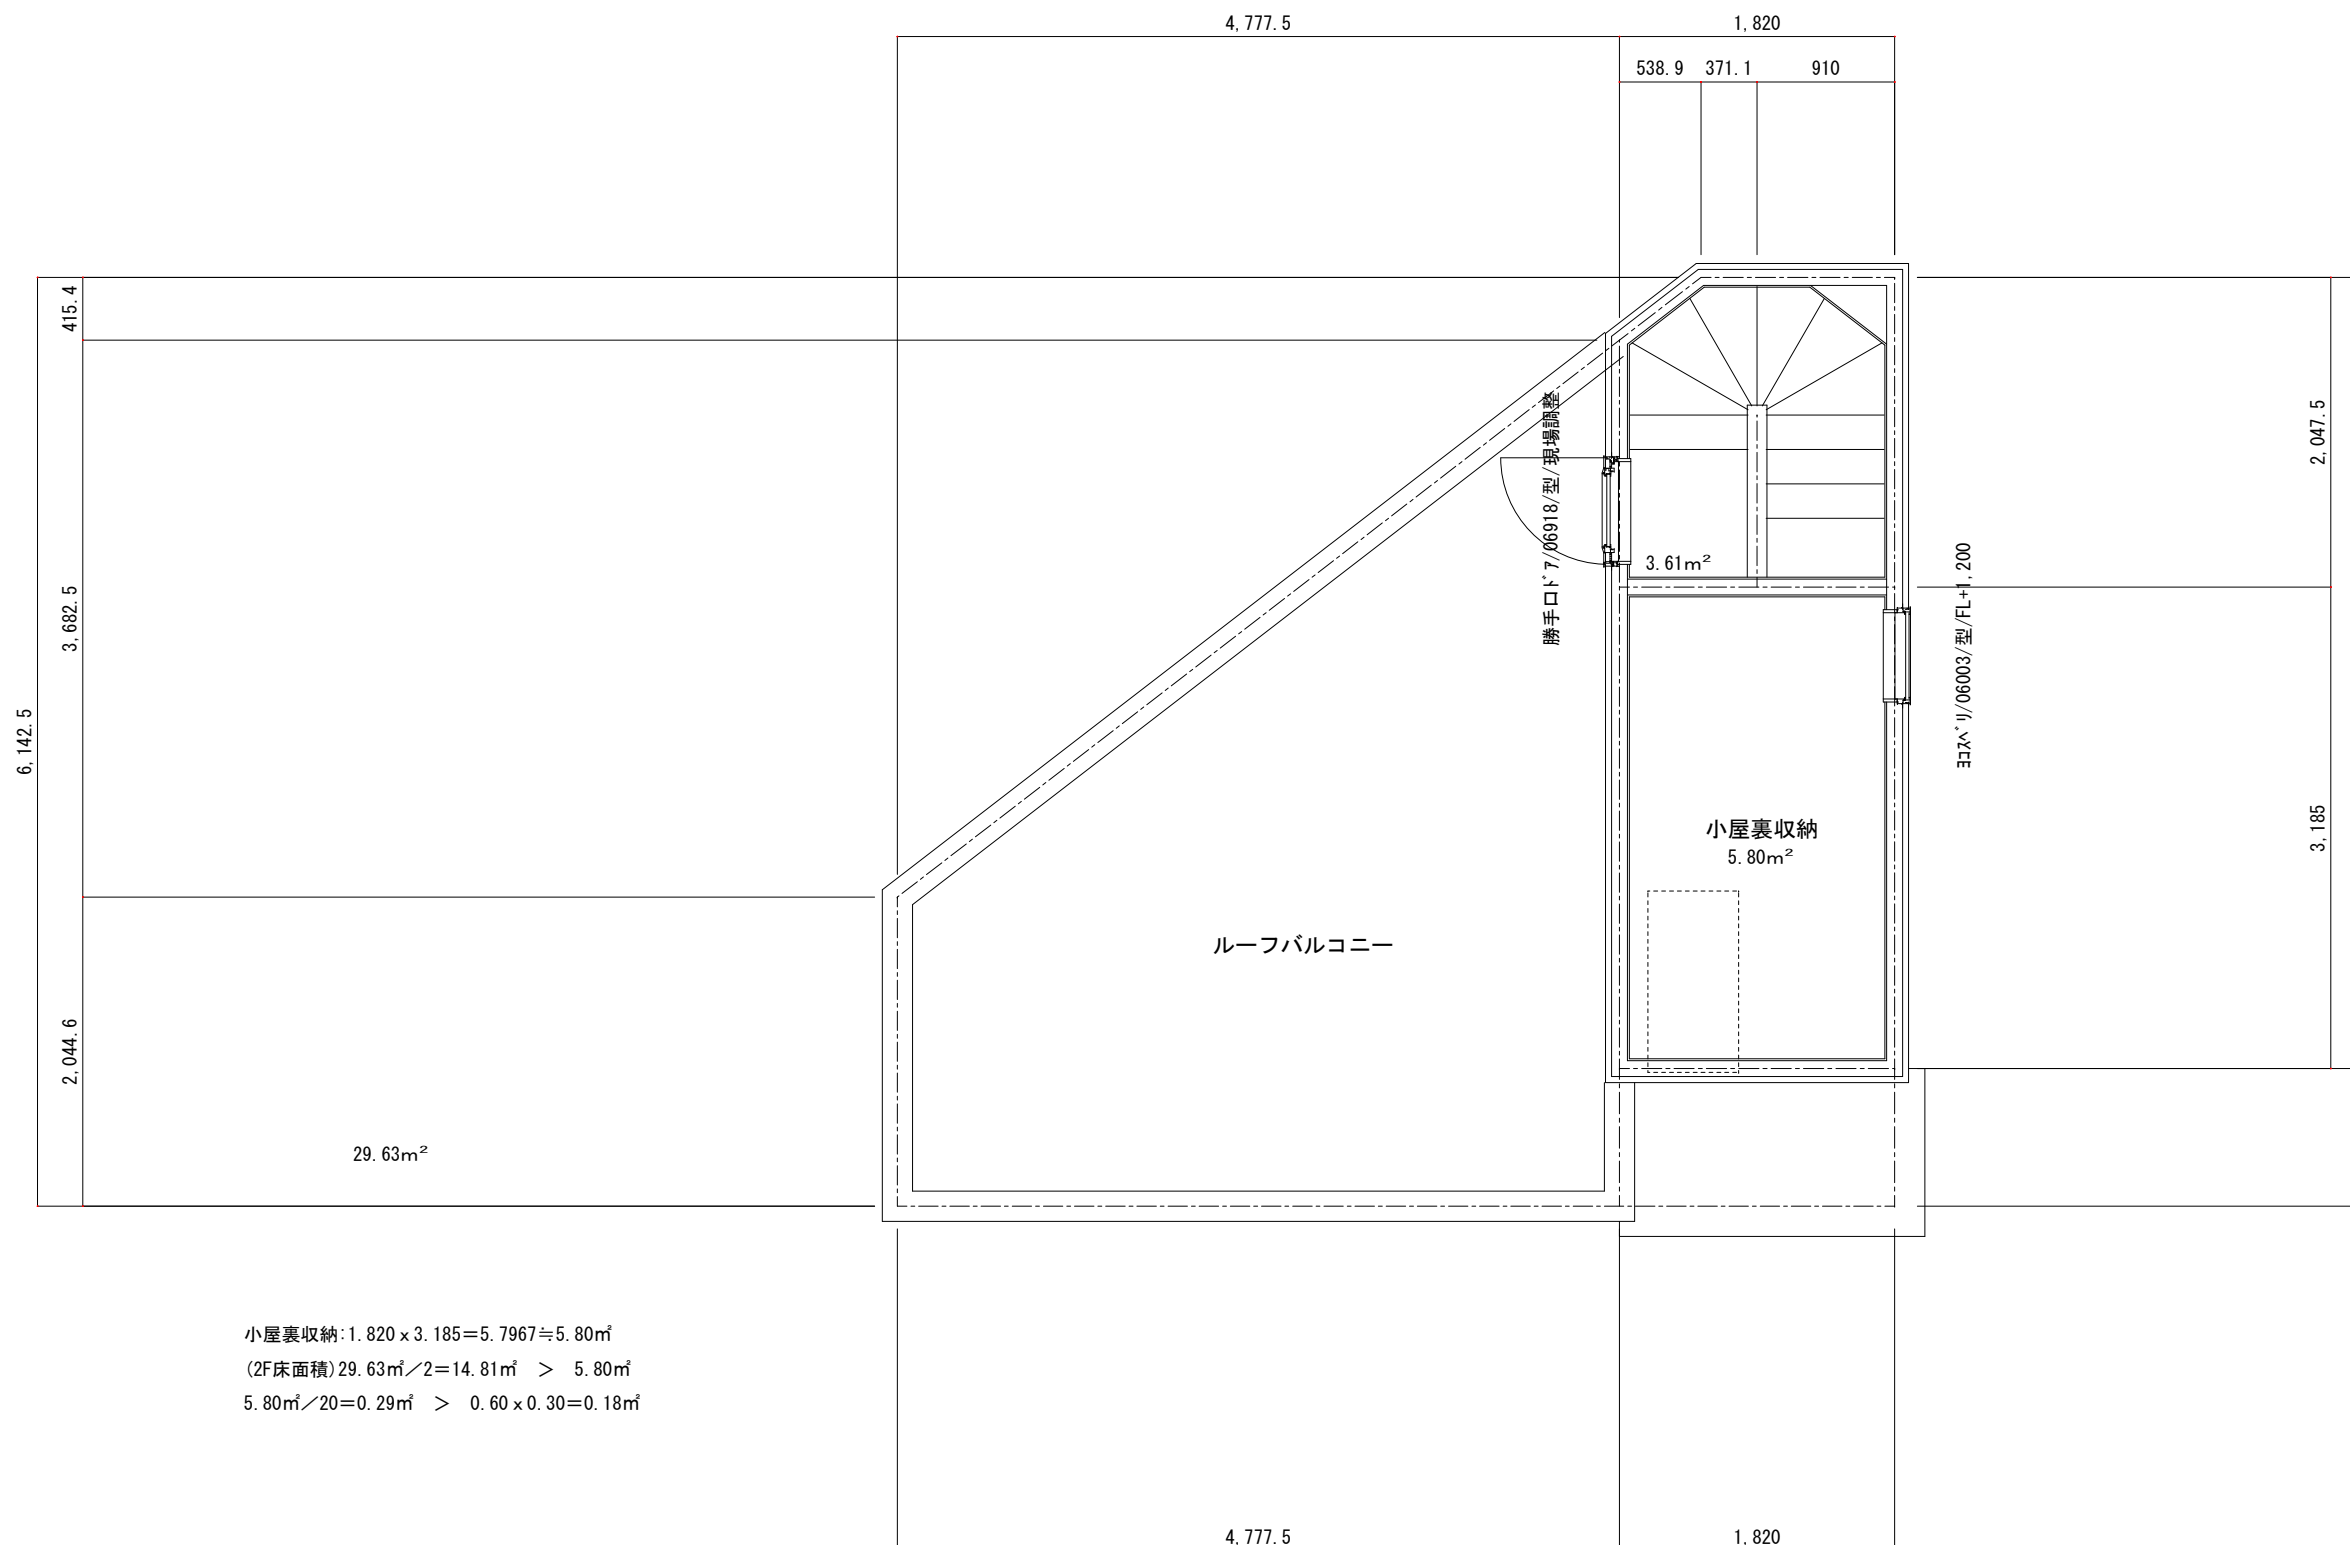 4,777.5
1,820
538.9
371.1
910
415.4
3,682.5
2,044.6
6,142.5
2,047.5
3,185
勝手口ﾄﾞｱ/06918/型/現場調整
3.61m²
ﾖｺｽﾍﾞﾘ/06003/型/FL+1,200
小屋裏収納
5.80m²
ルーフバルコニー
29.63m²
小屋裏収納:1.820ｘ3.185＝5.7967≒5.80㎡
(2F床面積)29.63㎡／2＝14.81㎡　＞　5.80㎡
5.80㎡／20＝0.29㎡　＞　0.60ｘ0.30＝0.18㎡
4,777.5
1,820